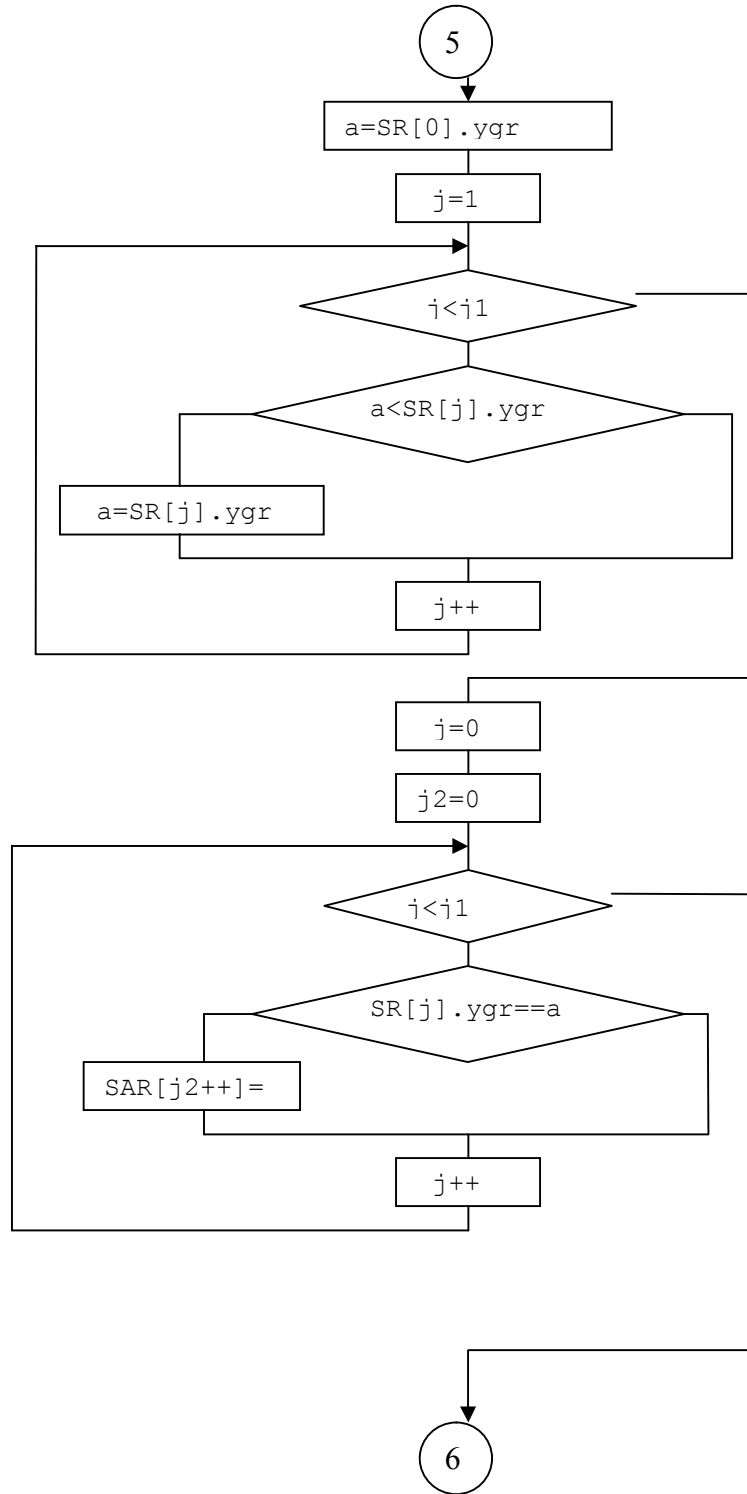 5
a=SR[0].ygr
j=1
j<j1
a<SR[j].ygr
a=SR[j].ygr
j++
j=0
j2=0
j<j1
SR[j].ygr==a
SAR[j2++]=
j++
6